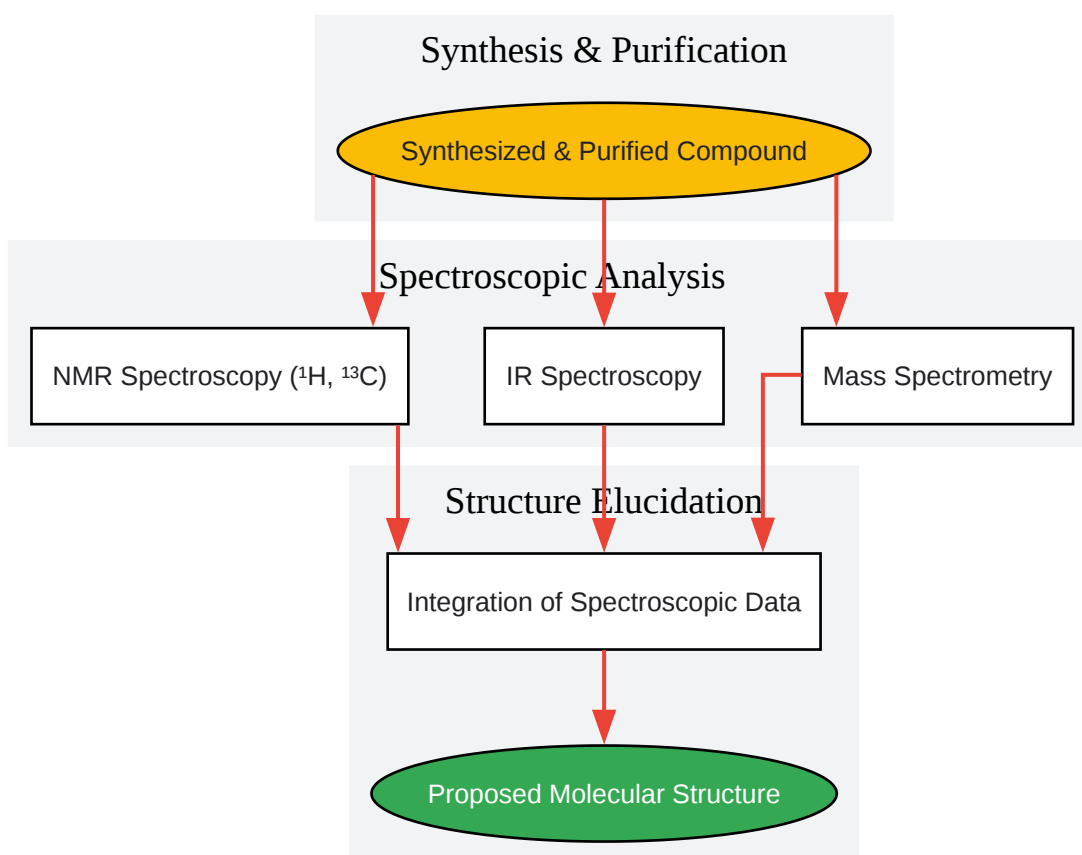 Synthesis & Purification
Synthesized & Purified Compound
Spectroscopic Analysis
NMR Spectroscopy (¹H, ¹³C)
IR Spectroscopy
Mass Spectrometry
Structure Elucidation
Integration of Spectroscopic Data
Proposed Molecular Structure